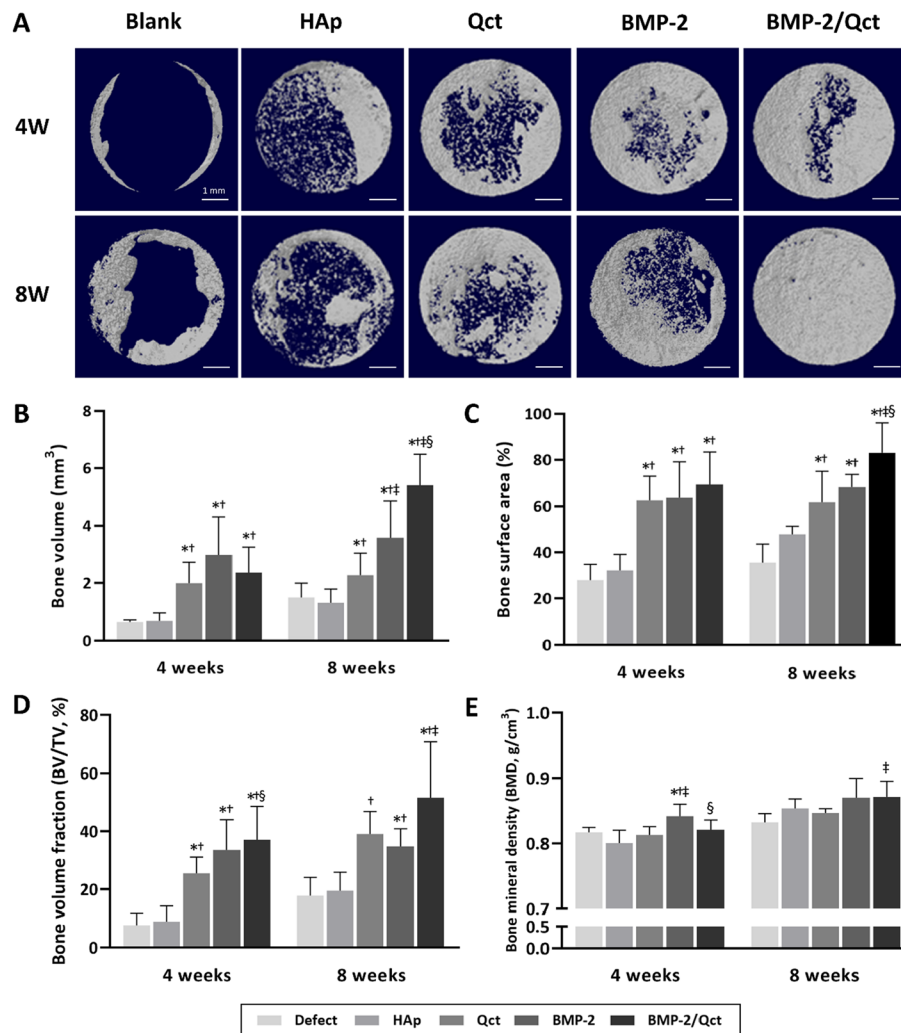 A
Blank HAp Qct BMP-2 BMP-2/Qct
4W
1 mm
8W
B
Bone volume (mm³)
8
6
4
2
0
*† *† *† *† *†‡ *†‡§
4 weeks 8 weeks
C
Bone surface area (%)
100
80
60
40
20
0
*† *† *† *† *† *†‡§
4 weeks 8 weeks
D
Bone volume fraction (BV/TV, %)
80
60
40
20
0
*† *† *†§ † *† *†‡
4 weeks 8 weeks
E
Bone mineral density (BMD, g/cm³)
1.0
0.9
0.8
0.7
0.5
0.0
*†‡ § ‡
4 weeks 8 weeks
Defect HAp Qct BMP-2 BMP-2/Qct